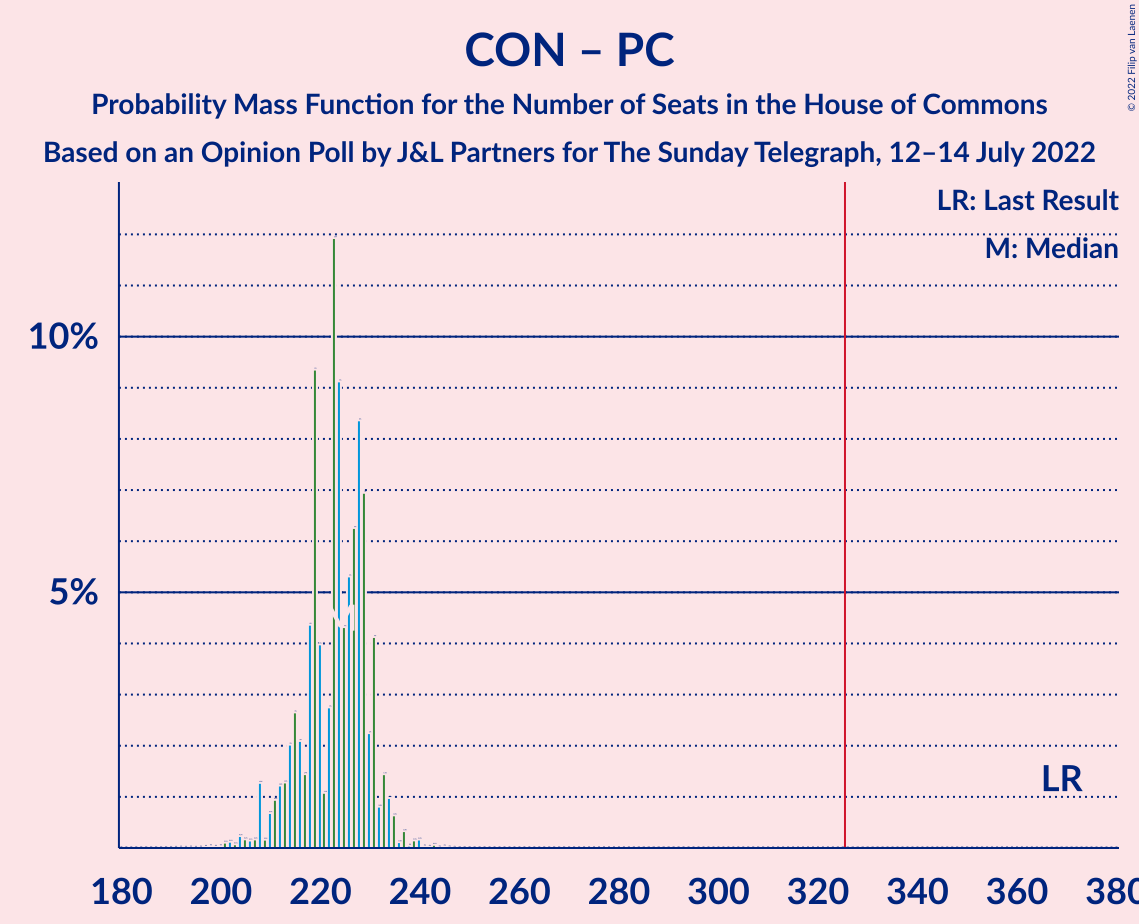 CON – PC
Probability Mass Function for the Number of Seats in the House of Commons
Based on an Opinion Poll by J&L Partners for The Sunday Telegraph, 12–14 July 2022
© 2022 Filip van Laenen
LR: Last Result
M: Median
10%
5%
LR
180 200 220 240 260 280 300 320 340 360 380